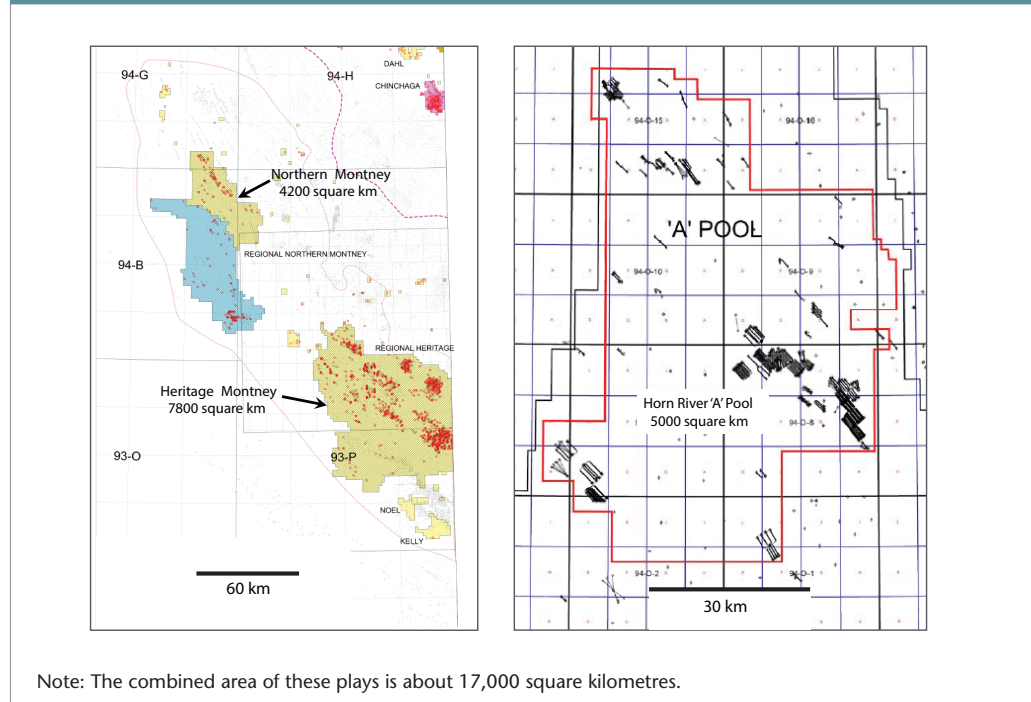 DAHL
94-G
94-H
CHINCHAGA
Northern Montney
4200 square km
REGIONAL NORTHERN MONTNEY
94-B
REGIONAL HERITAGE
Heritage Montney
7800 square km
93-O
93-P
NOEL
KELLY
60 km
94-O-15
94-O-16
'A' POOL
94-O-10
94-O-9
Horn River 'A' Pool
5000 square km
94-O-8
94-O-2
94-O-1
30 km
Note: The combined area of these plays is about 17,000 square kilometres.